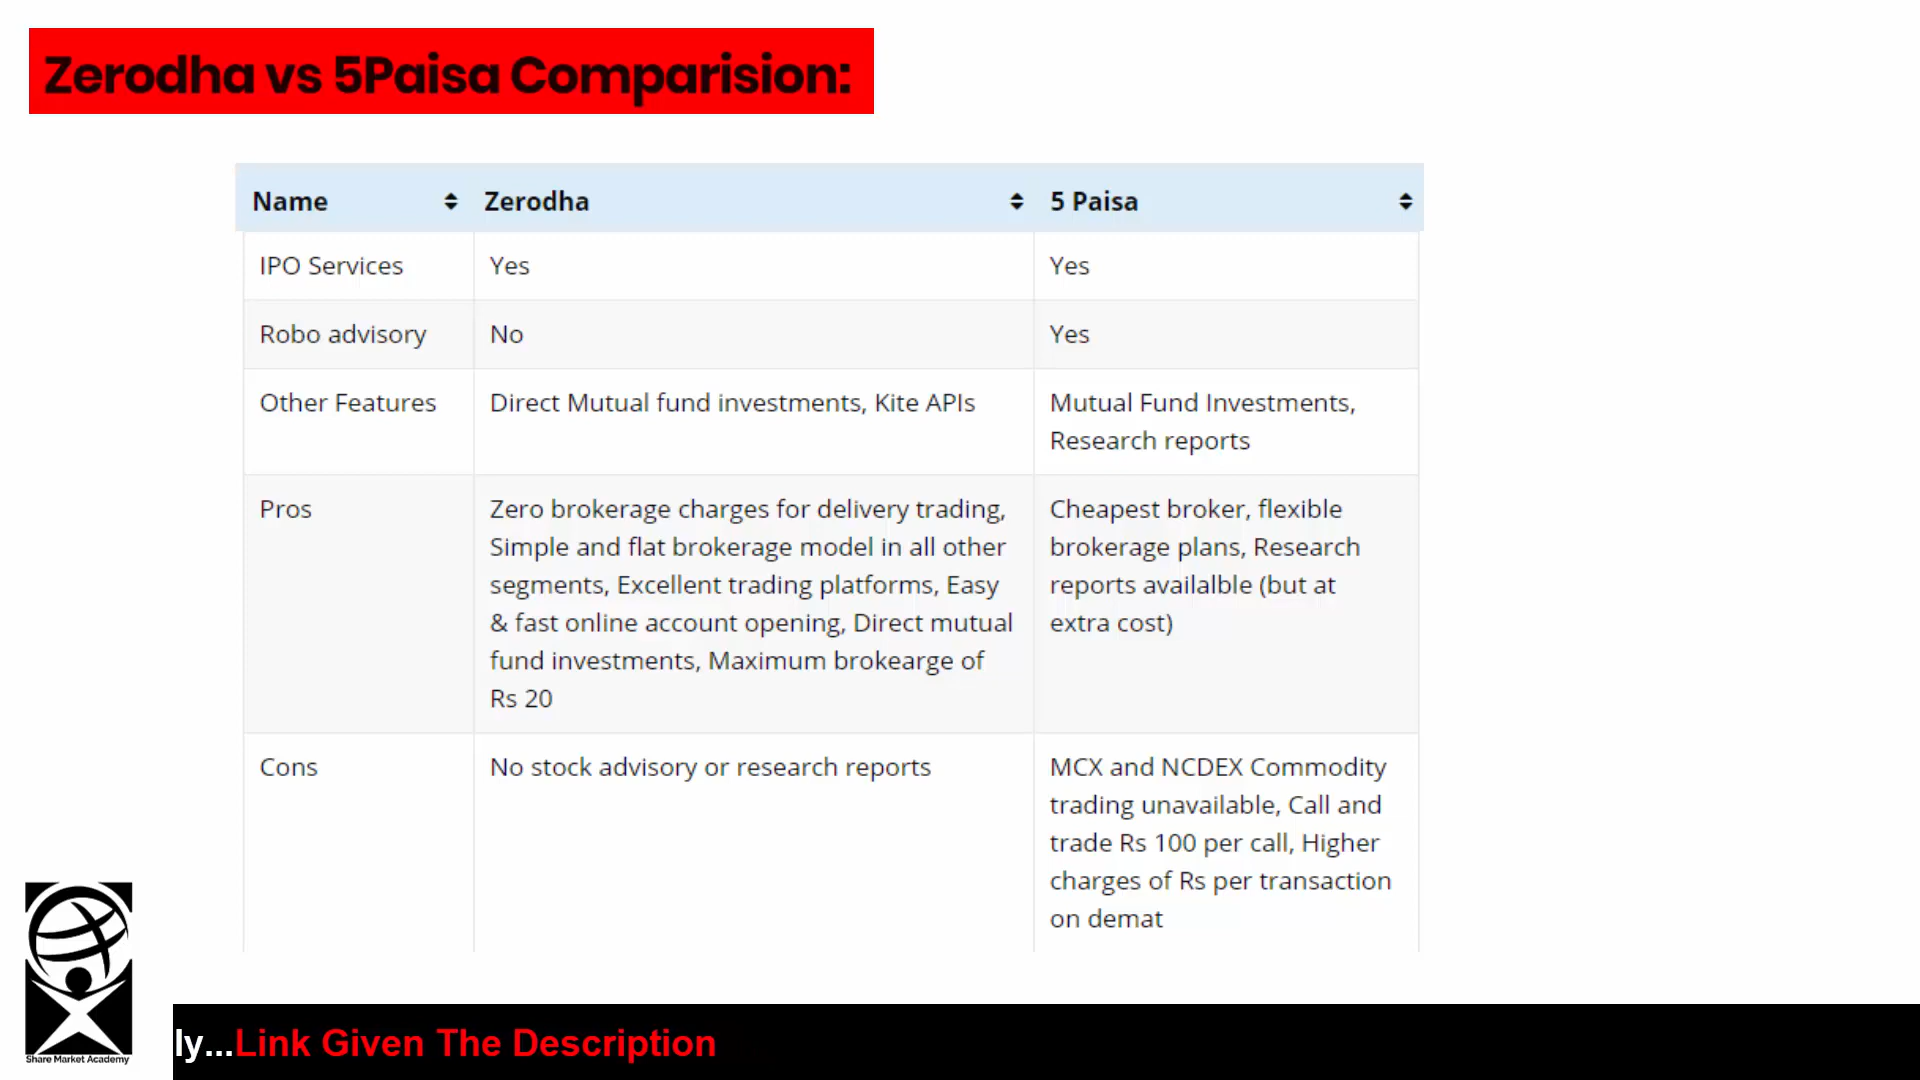 Zerodha vs 5Paisa Comparision:
Name Zerodha 5 Paisa
IPO Services Yes Yes
Robo advisory No Yes
Other Features Direct Mutual fund investments, Kite APIs Mutual Fund Investments,
Research reports
Pros Zero brokerage charges for delivery trading, Cheapest broker, flexible
Simple and flat brokerage model in all other brokerage plans, Research
segments, Excellent trading platforms, Easy reports availalble (but at
& fast online account opening, Direct mutual extra cost)
fund investments, Maximum brokearge of
Rs 20
Cons No stock advisory or research reports MCX and NCDEX Commodity
trading unavailable, Call and
trade Rs 100 per call, Higher
charges of Rs per transaction
on demat
Share Market Academy
ly...Link Given The Description